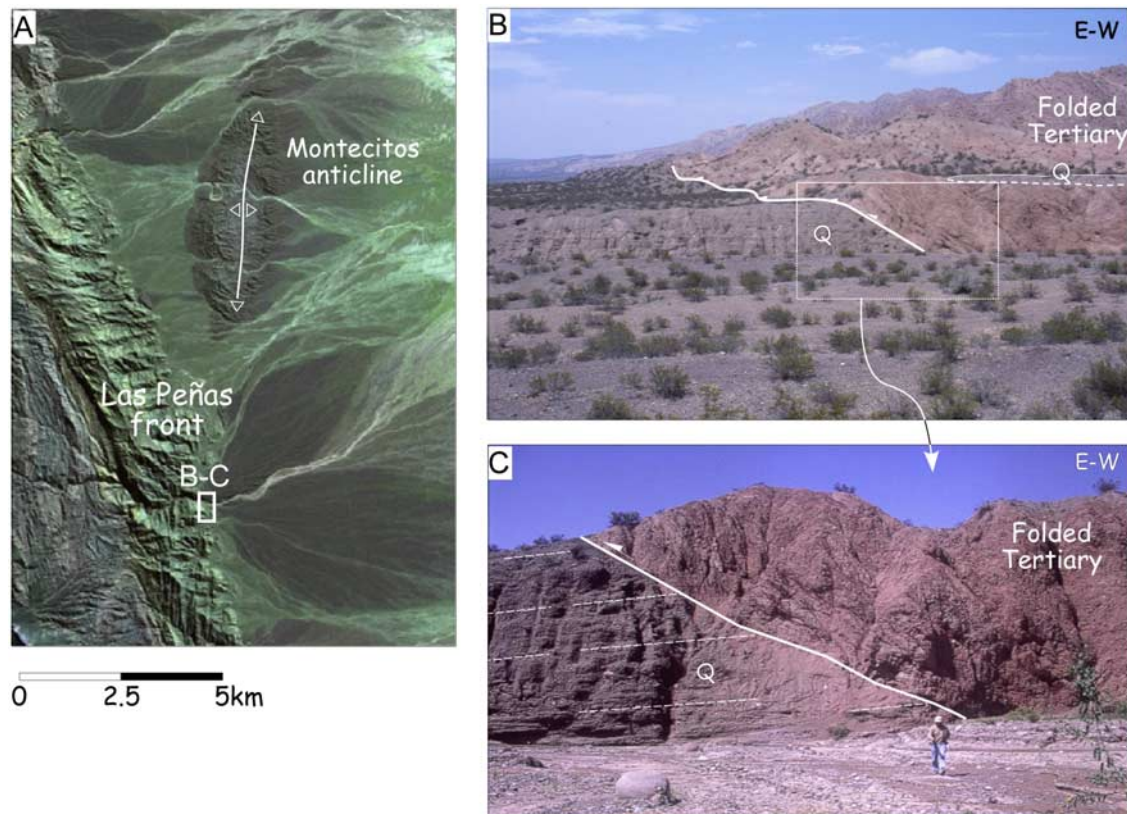 A
Montecitos
anticline
Las Peñas
front
B-C
0 2.5 5km
B
E-W
Folded
Tertiary
Q
Q
C
E-W
Folded
Tertiary
Q